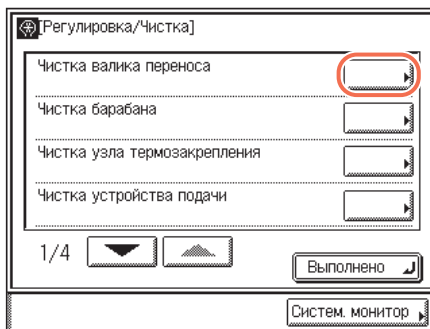 [Регулировка/Чистка]
Чистка валика переноса
Чистка барабана
Чистка узла термозакрепления
Чистка устройства подачи
1/4
Выполнено
Систем. монитор